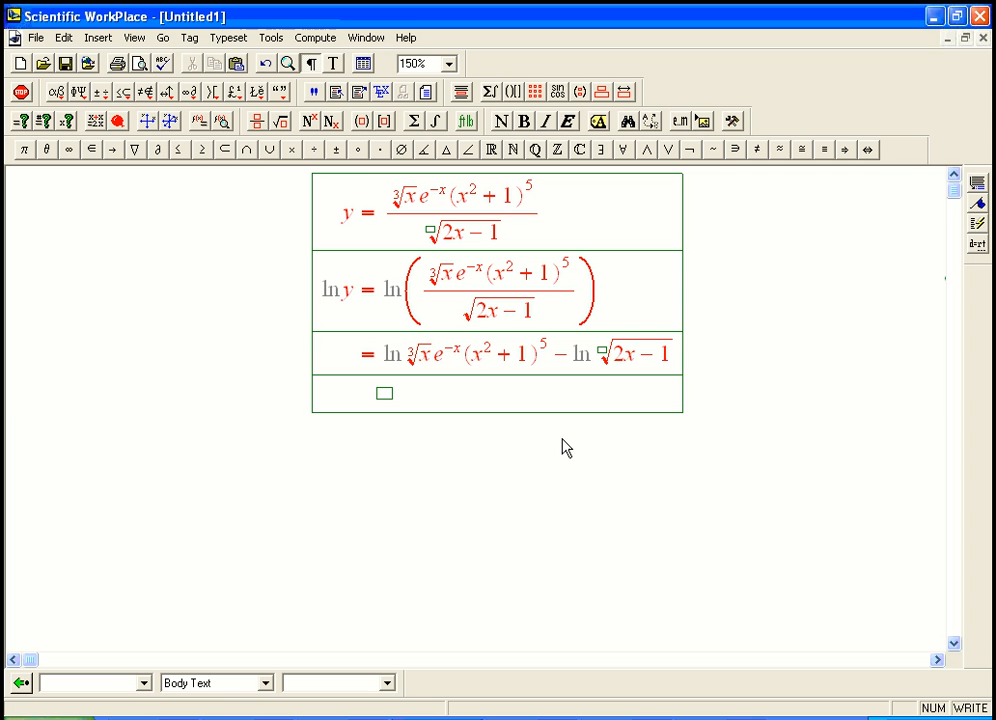 Scientific WorkPlace - [Untitled1]
File Edit Insert View Go Tag Typeset Tools Compute Window Help
150%
π θ ∞ ∈ → ∇ ∂ ≤ ≥ ⊂ ∩ ∪ × ÷ ± ∘ · ∅ ∡ △ ∠ ℝ ℕ ℚ ℤ ℂ ∃ ∀ ∧ ∨ ¬ ~ ∋ ≠ ≈ ≅ ≡ ⇒ ⇔
y = ∛x e^{-x}(x² + 1)⁵ / √(2x − 1)
ln y = ln(∛x e^{-x}(x² + 1)⁵ / √(2x − 1))
= ln ∛x e^{-x}(x² + 1)⁵ − ln √(2x − 1)
Body Text
NUM WRITE